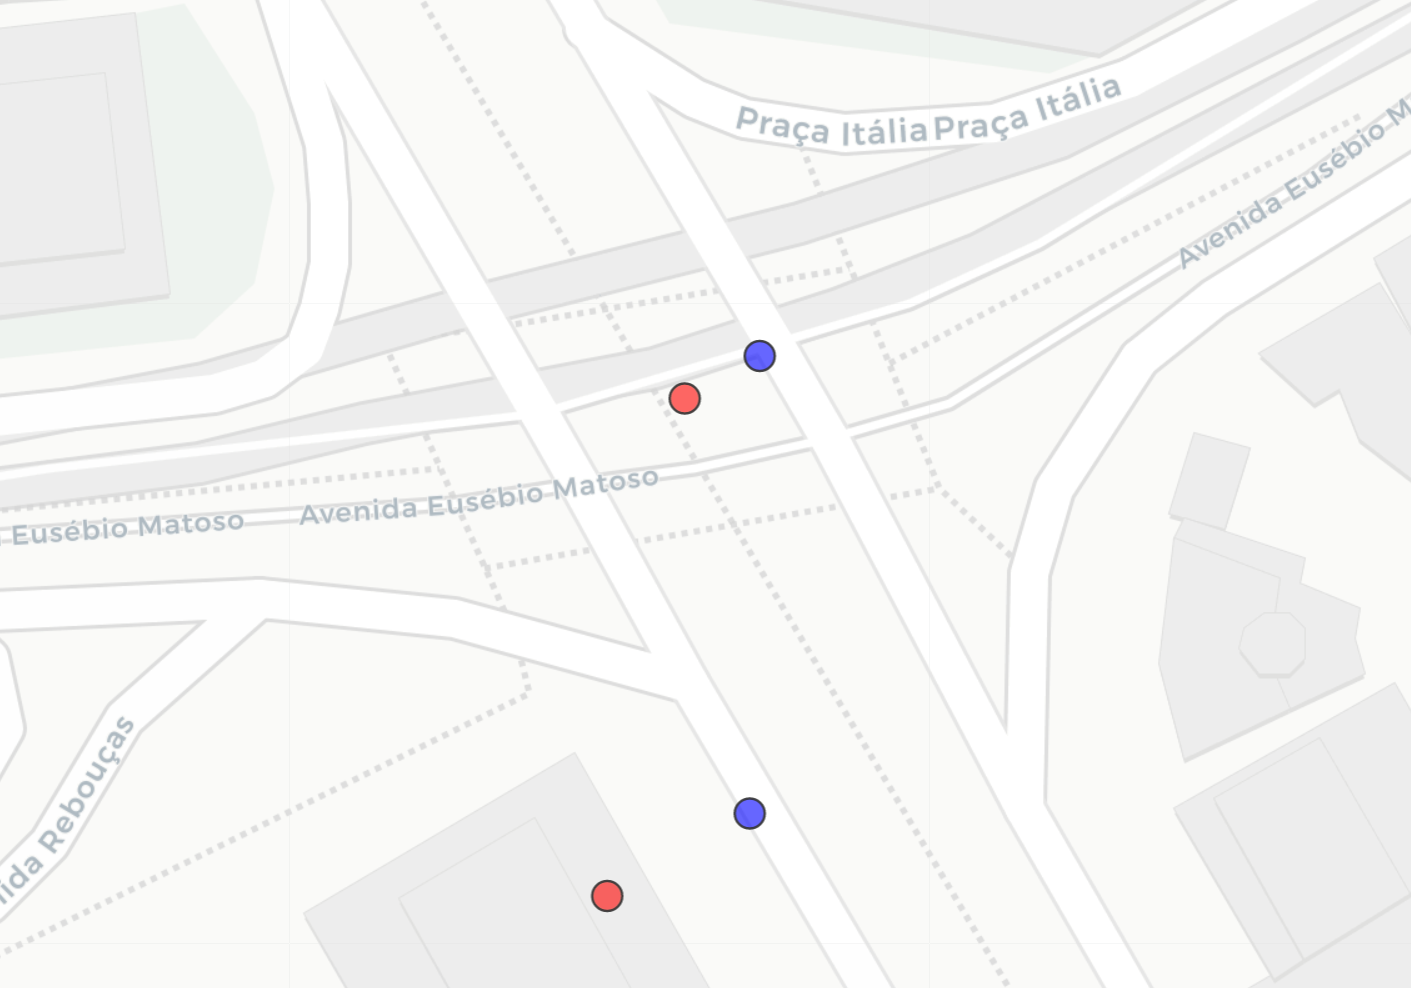 Praça Itália Praça Itália
Avenida Eusébio M
Avenida Eusébio Matoso
Eusébio Matoso
ida Rebouças